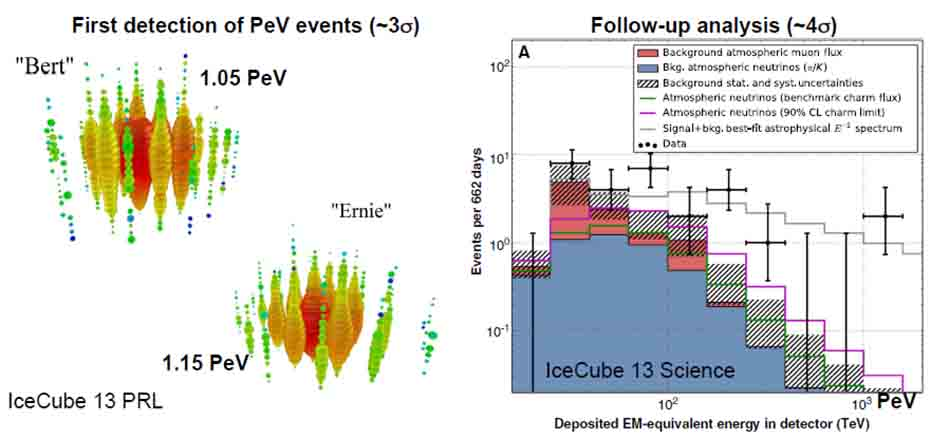 First detection of PeV events (~3σ)
"Bert"
1.05 PeV
"Ernie"
1.15 PeV
IceCube 13 PRL
Follow-up analysis (~4σ)
A
Background atmospheric muon flux
Bkg. atmospheric neutrinos (π/K)
Background stat. and syst. uncertainties
Atmospheric neutrinos (benchmark charm flux)
Atmospheric neutrinos (90% CL charm limit)
Signal+bkg. best-fit astrophysical E⁻² spectrum
Data
Events per 662 days
10²
10¹
10⁰
10⁻¹
IceCube 13 Science
10² 10³ PeV
Deposited EM-equivalent energy in detector (TeV)